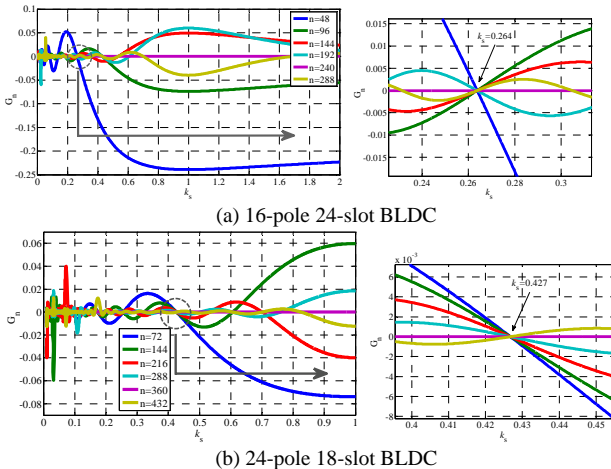 0.1
0.05
0
-0.05
-0.1
-0.15
-0.2
-0.25
G_n
0 0.2 0.4 0.6 0.8 1 1.2 1.4 1.6 1.8 2
k_s
n=48
n=96
n=144
n=192
n=240
n=288
0.015
0.01
0.005
0
-0.005
-0.01
-0.015
G_n
k_s=0.264
0.24 0.26 0.28 0.3
k_s
(a) 16-pole 24-slot BLDC
0.06
0.04
0.02
0
-0.02
-0.04
-0.06
-0.08
G_n
n=72
n=144
n=216
n=288
n=360
n=432
0 0.1 0.2 0.3 0.4 0.5 0.6 0.7 0.8 0.9 1
k_s
x 10^-3
6
4
2
0
-2
-4
-6
-8
G_n
k_s=0.427
0.4 0.41 0.42 0.43 0.44 0.45
k_s
(b) 24-pole 18-slot BLDC